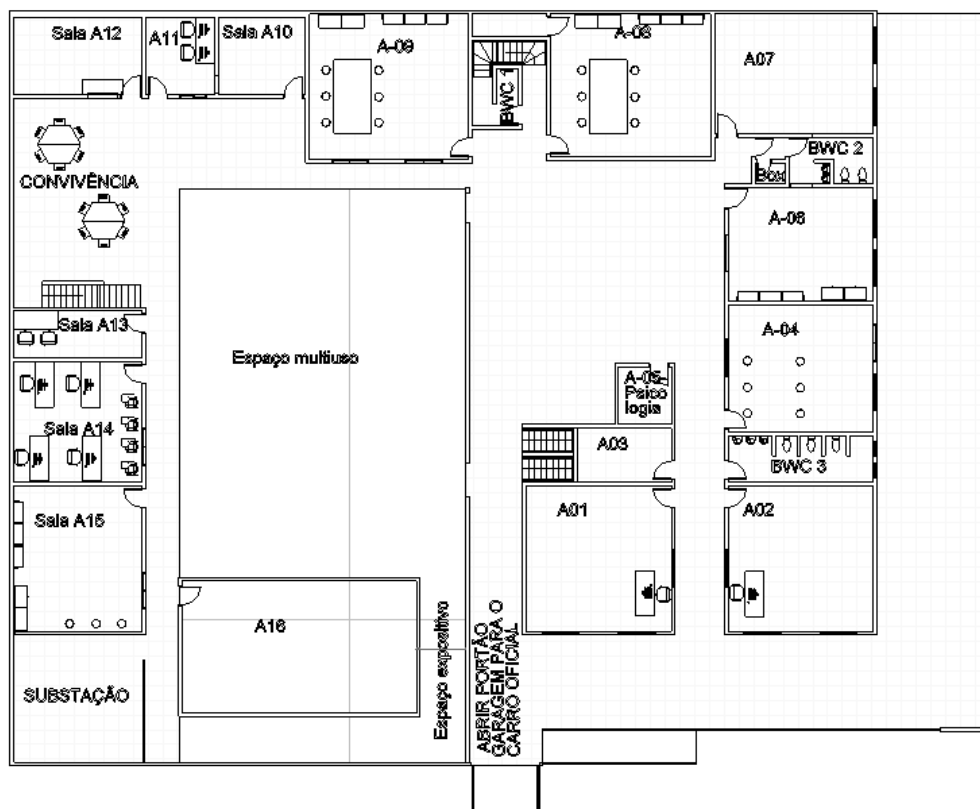 Sala A12
A11
Sala A10
A-09
BWC 1
A-08
A07
BWC 2
Box
CONVIVÊNCIA
A-06
Sala A13
Espaço multiuso
A-04
A-05
Psico
logia
Sala A14
A03
BWC 3
Sala A15
A01
A02
A16
Espaço expositivo
ABRIR PORTÃO
GARAGEM PARA O
CARRO OFICIAL
SUBSTAÇÃO